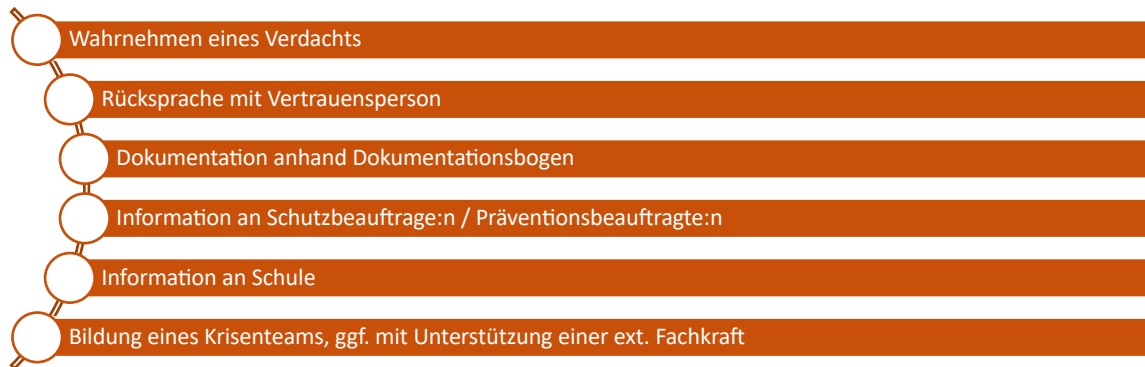 Wahrnehmen eines Verdachts
Rücksprache mit Vertrauensperson
Dokumentation anhand Dokumentationsbogen
Information an Schutzbeauftrage:n / Präventionsbeauftragte:n
Information an Schule
Bildung eines Krisenteams, ggf. mit Unterstützung einer ext. Fachkraft